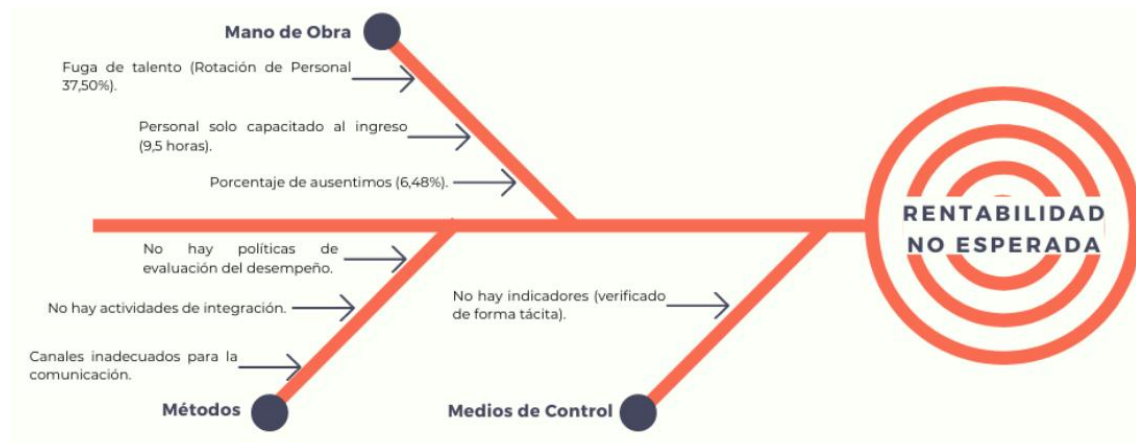 Mano de Obra
Fuga de talento (Rotación de Personal
37,50%).
Personal solo capacitado al ingreso
(9,5 horas).
Porcentaje de ausentimos (6,48%).
RENTABILIDAD
NO ESPERADA
No hay políticas de
evaluación del desempeño.
No hay actividades de integración.
Canales inadecuados para la
comunicación.
Métodos
No hay indicadores (verificado
de forma tácita).
Medios de Control